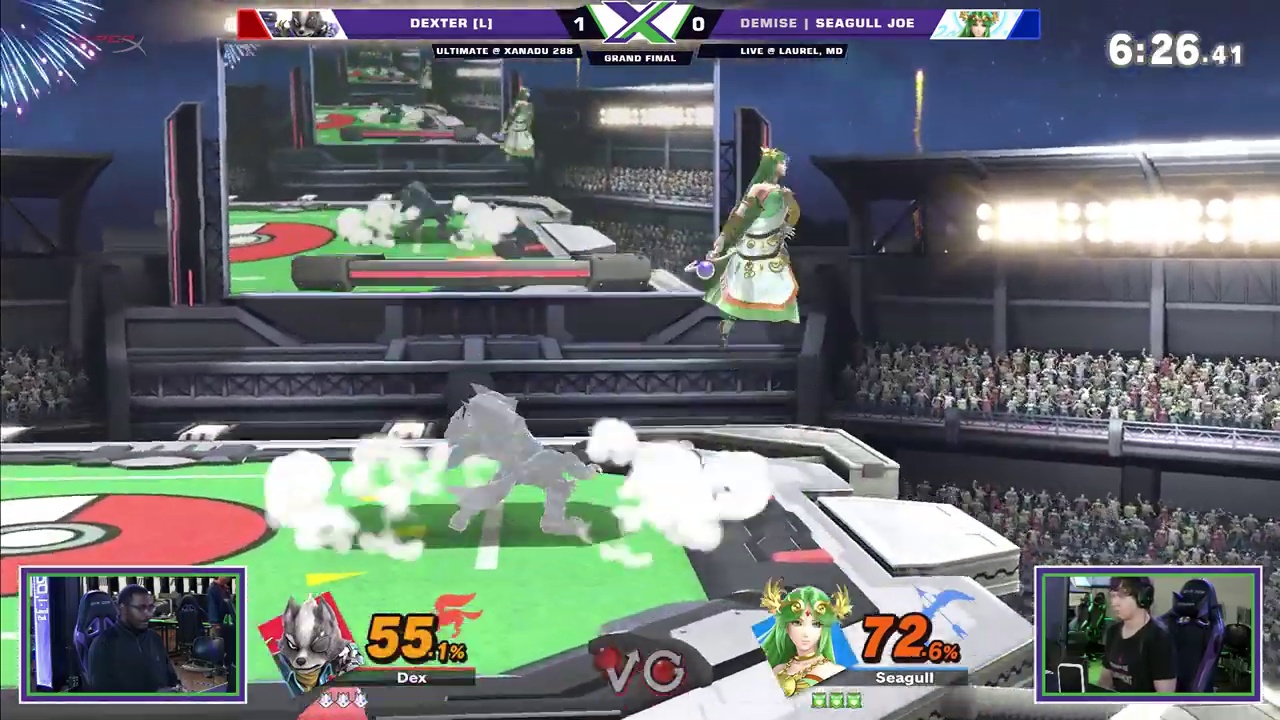 DEXTER [L] 1 X 0 DEMISE | SEAGULL JOE
ULTIMATE @ XANADU 288 GRAND FINAL LIVE @ LAUREL, MD
6:26.41
55.1%
Dex
72.6%
Seagull